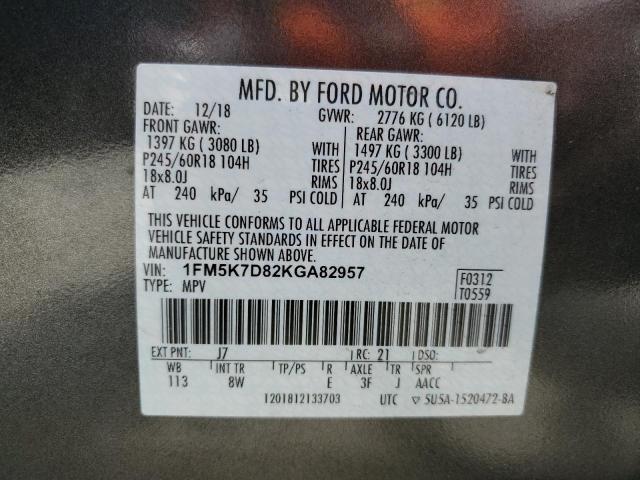 MFD. BY FORD MOTOR CO.
DATE: 12/18 GVWR: 2776 KG ( 6120 LB)
FRONT GAWR: REAR GAWR:
1397 KG ( 3080 LB) WITH 1497 KG ( 3300 LB) WITH
P245/60R18 104H TIRES P245/60R18 104H TIRES
18x8.0J RIMS 18x8.0J RIMS
AT 240 kPa/ 35 PSI COLD AT 240 kPa/ 35 PSI COLD
THIS VEHICLE CONFORMS TO ALL APPLICABLE FEDERAL MOTOR
VEHICLE SAFETY STANDARDS IN EFFECT ON THE DATE OF
MANUFACTURE SHOWN ABOVE.
VIN: 1FM5K7D82KGA82957 F0312
TYPE: MPV T0559
EXT PNT: J7 RC: 21 DSO:
WB INT TR TP/PS R AXLE TR SPR
113 8W E 3F J AACC
1201812133703 UTC ▽ 5U5A-1520472-BA